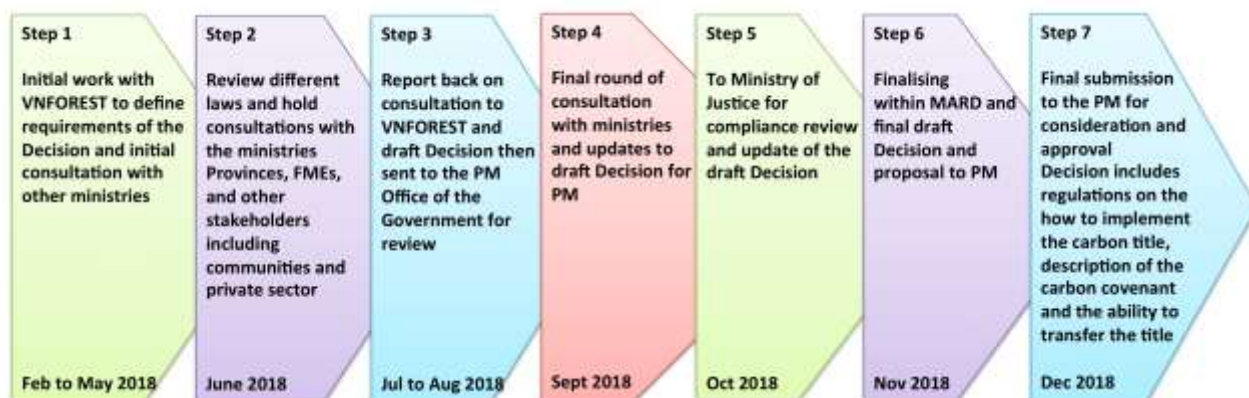 Step 1
Initial work with
VNFOREST to define
requirements of the
Decision and initial
consultation with
other ministries
Feb to May 2018
Step 2
Review different
laws and hold
consultations with
the ministries
Provinces, FMEs,
and other
stakeholders
including
communities and
private sector
June 2018
Step 3
Report back on
consultation to
VNFOREST and
draft Decision then
sent to the PM
Office of the
Government for
review
Jul to Aug 2018
Step 4
Final round of
consultation
with ministries
and updates to
draft Decision for
PM
Sept 2018
Step 5
To Ministry of
Justice for
compliance review
and update of the
draft Decision
Oct 2018
Step 6
Finalising
within MARD and
final draft
Decision and
proposal to PM
Nov 2018
Step 7
Final submission
to the PM for
consideration and
approval
Decision includes
regulations on the
how to implement
the carbon title,
description of the
carbon covenant
and the ability to
transfer the title
Dec 2018